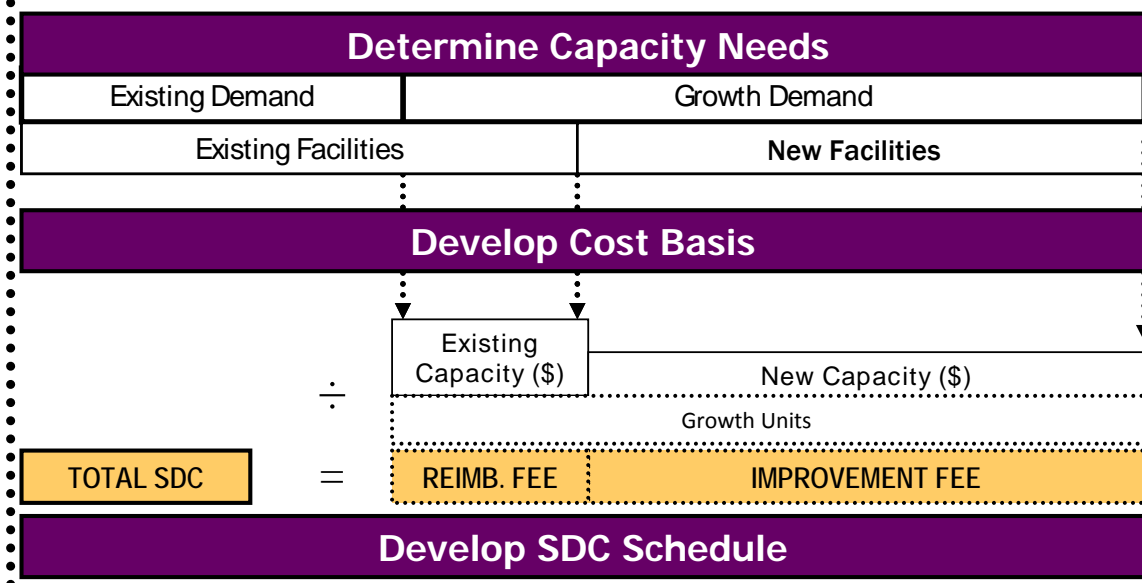 Determine Capacity Needs
Existing Demand Growth Demand
Existing Facilities New Facilities
Develop Cost Basis
Existing
Capacity ($)
New Capacity ($)
÷
Growth Units
TOTAL SDC = REIMB. FEE IMPROVEMENT FEE
Develop SDC Schedule